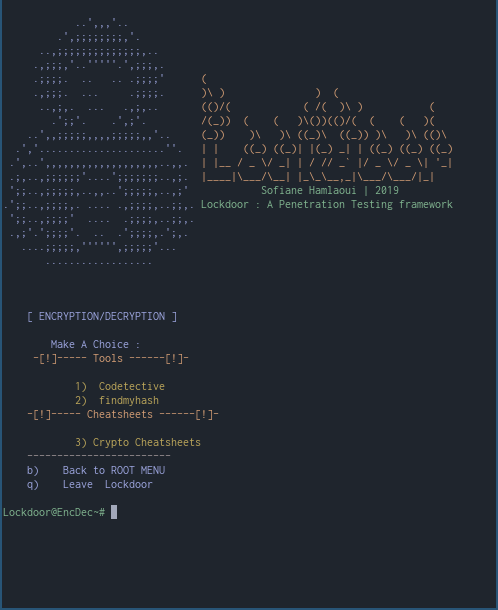 Sofiane Hamlaoui | 2019
Lockdoor : A Penetration Testing framework
[ ENCRYPTION/DECRYPTION ]
Make A Choice :
-[!]----- Tools ------[!]-
1) Codetective
2) findmyhash
-[!]----- Cheatsheets ------[!]-
3) Crypto Cheatsheets
------------------------
b) Back to ROOT MENU
q) Leave Lockdoor
Lockdoor@EncDec~#